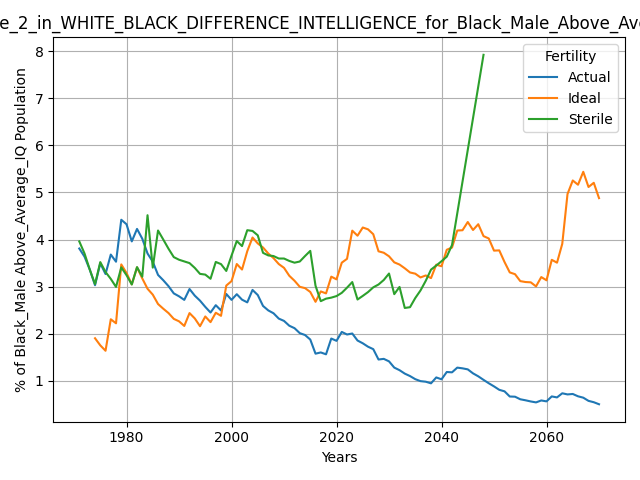 e_2_in_WHITE_BLACK_DIFFERENCE_INTELLIGENCE_for_Black_Male_Above_Ave
% of Black_Male Above_Average_IQ Population
8
7
6
5
4
3
2
1
Fertility
Actual
Ideal
Sterile
1980 2000 2020 2040 2060
Years